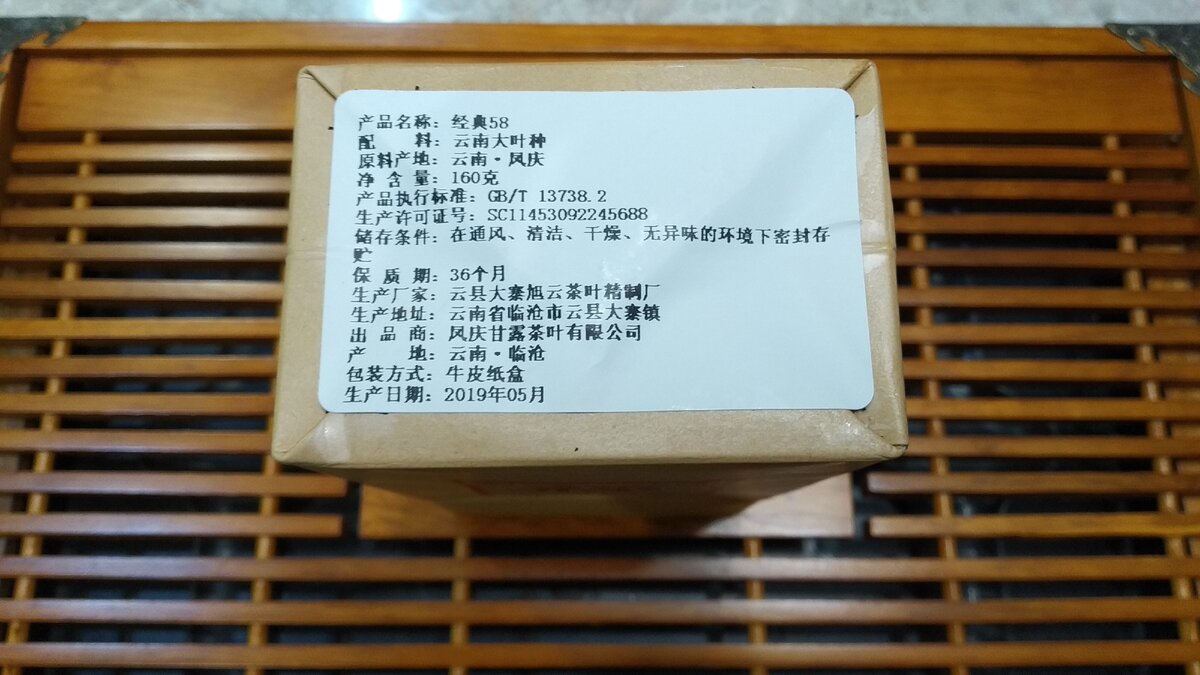 产品名称：经典58
配　　料：云南大叶种
原料产地：云南·凤庆
净 含 量：160克
产品执行标准：GB/T 13738.2
生产许可证号：SC11453092245688
储存条件：在通风、清洁、干燥、无异味的环境下密封存
贮
保 质 期：36个月
生产厂家：云县大寨旭云茶叶精制厂
生产地址：云南省临沧市云县大寨镇
出 品 商：凤庆甘露茶叶有限公司
产　　地：云南·临沧
包装方式：牛皮纸盒
生产日期：2019年05月